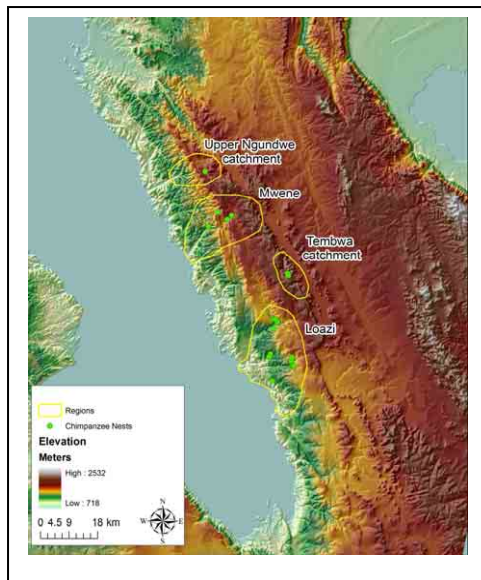 Upper Ngundwe
catchment
Mwene
Tembwa
catchment
Loazi
Regions
Chimpanzee Nests
Elevation
Meters
High : 2532
Low : 718
0 4.5 9 18 km
N
W E
S